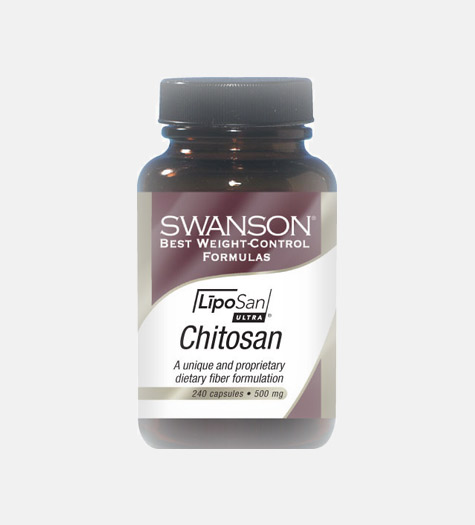 SWANSON®
BEST WEIGHT-CONTROL
FORMULAS
LipoSan
ULTRA®
Chitosan
A unique and proprietary
dietary fiber formulation
240 capsules • 500 mg